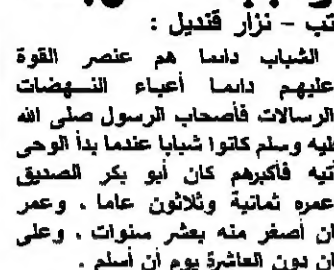 تب - نزار قنديل :
الشباب دائما هم عنصر القوة
عليهم دائما أعباء النهضات
الرسالات فأصحاب الرسول صلى الله
ليه وسلم كانوا شبابا عندما بدأ الوحى
تيه فأكبرهم كان أبو بكر الصديق
عمره ثمانية وثلاثون عاما ، وعمر
ان أصغر منه بعشر سنوات ، وعلى
ان دون العاشرة يوم أن أسلم .